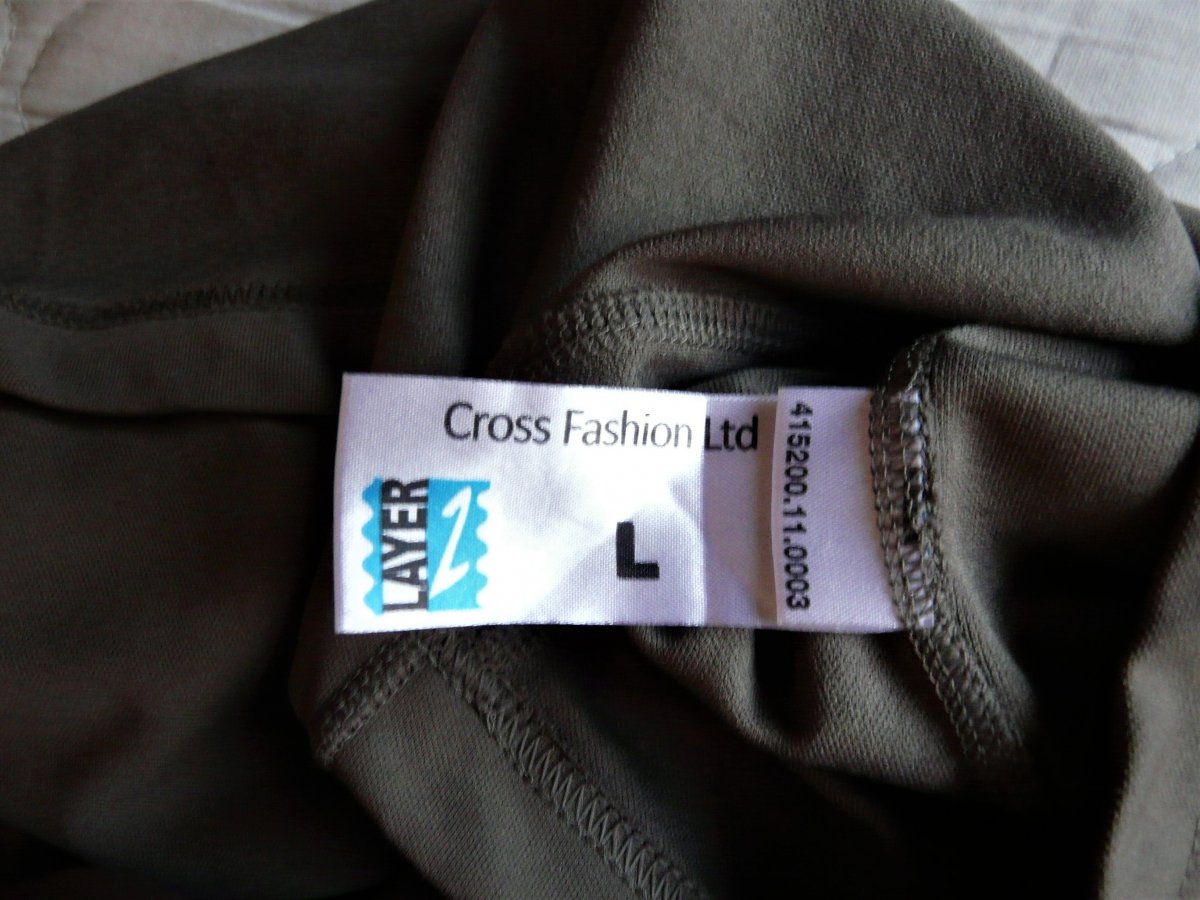 Cross Fashion Ltd
LAYER
2
L
415200.11.0003